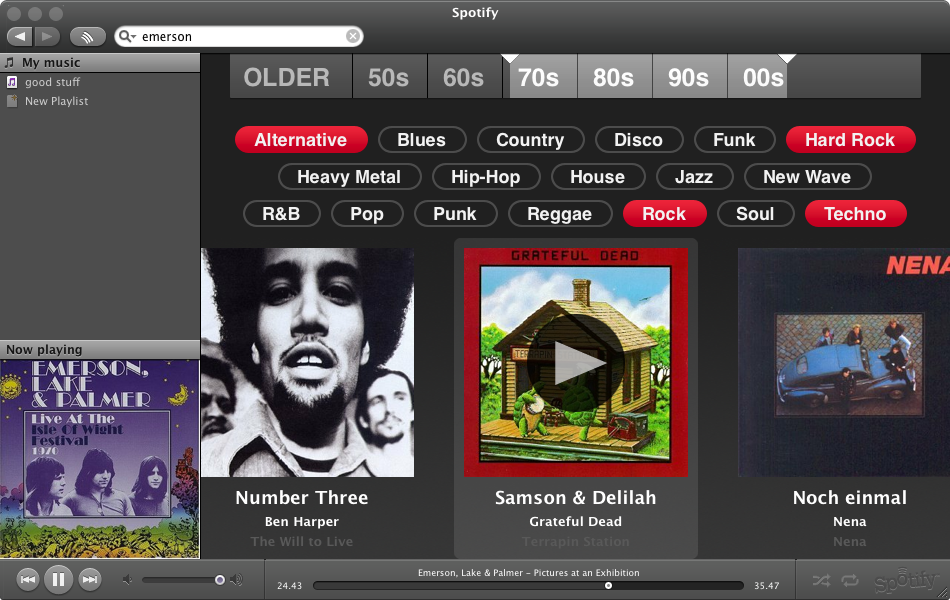 Spotify
emerson
My music
good stuff
New Playlist
OLDER 50s 60s 70s 80s 90s 00s
Alternative Blues Country Disco Funk Hard Rock
Heavy Metal Hip-Hop House Jazz New Wave
R&B Pop Punk Reggae Rock Soul Techno
GRATEFUL DEAD
NENA
Number Three
Ben Harper
The Will to Live
Samson & Delilah
Grateful Dead
Terrapin Station
Noch einmal
Nena
Nena
Now playing
EMERSON,
LAKE
& PALMER
Live At The
Isle Of Wight
Festival
1970
Emerson, Lake & Palmer – Pictures at an Exhibition
24.43 35.47
Spotify